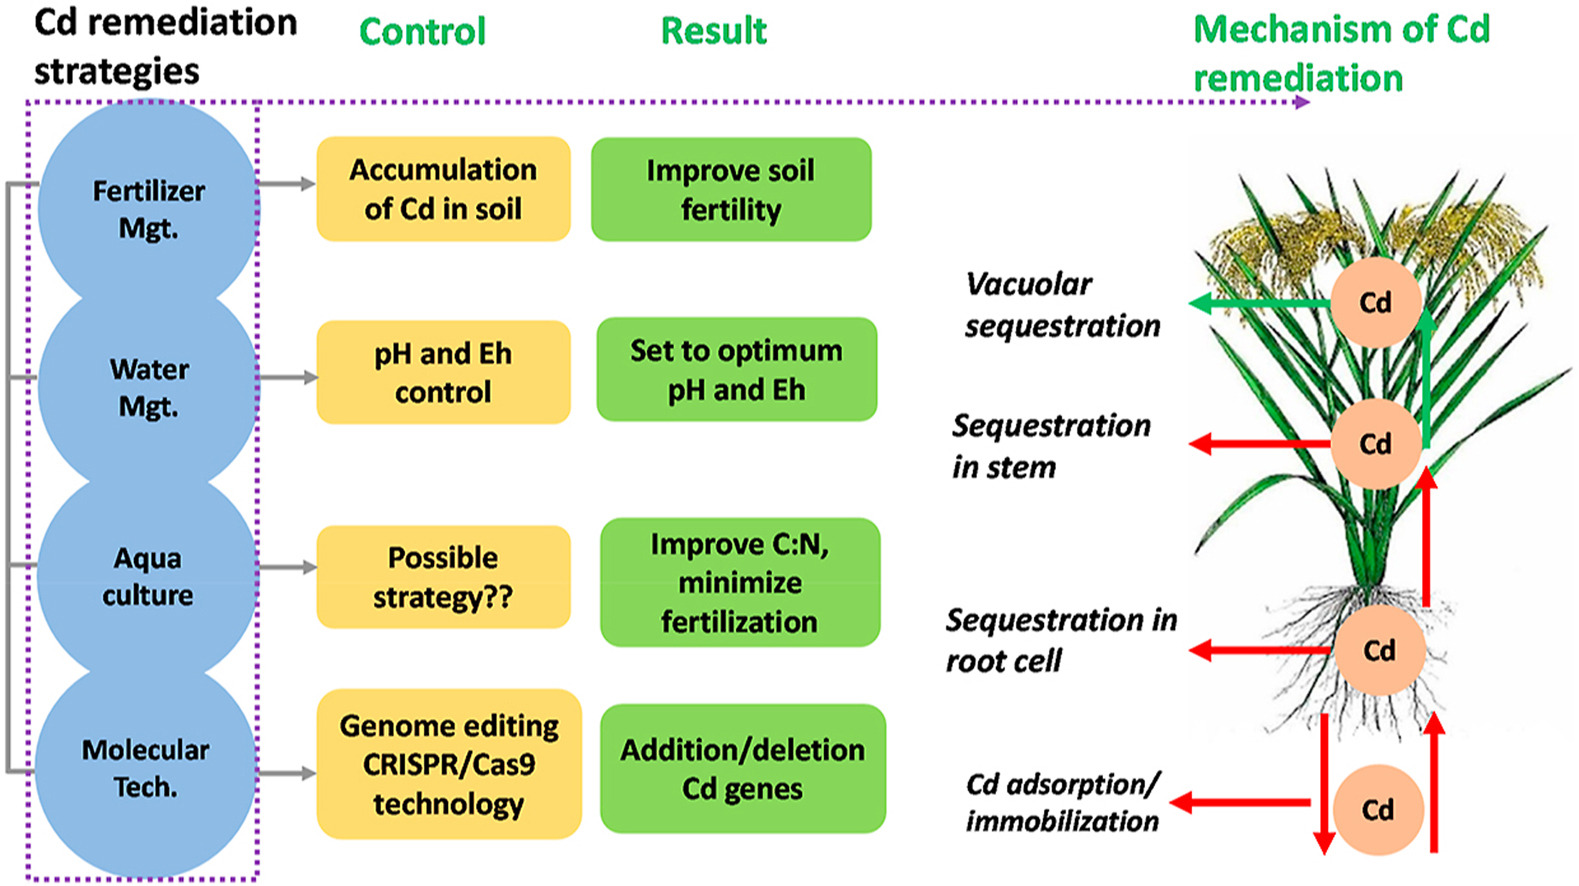 Cd remediation
strategies
Control
Result
Mechanism of Cd
remediation
Fertilizer
Mgt.
Accumulation
of Cd in soil
Improve soil
fertility
Water
Mgt.
pH and Eh
control
Set to optimum
pH and Eh
Aqua
culture
Possible
strategy??
Improve C:N,
minimize
fertilization
Molecular
Tech.
Genome editing
CRISPR/Cas9
technology
Addition/deletion
Cd genes
Vacuolar
sequestration
Cd
Sequestration
in stem
Cd
Sequestration in
root cell
Cd
Cd adsorption/
immobilization
Cd